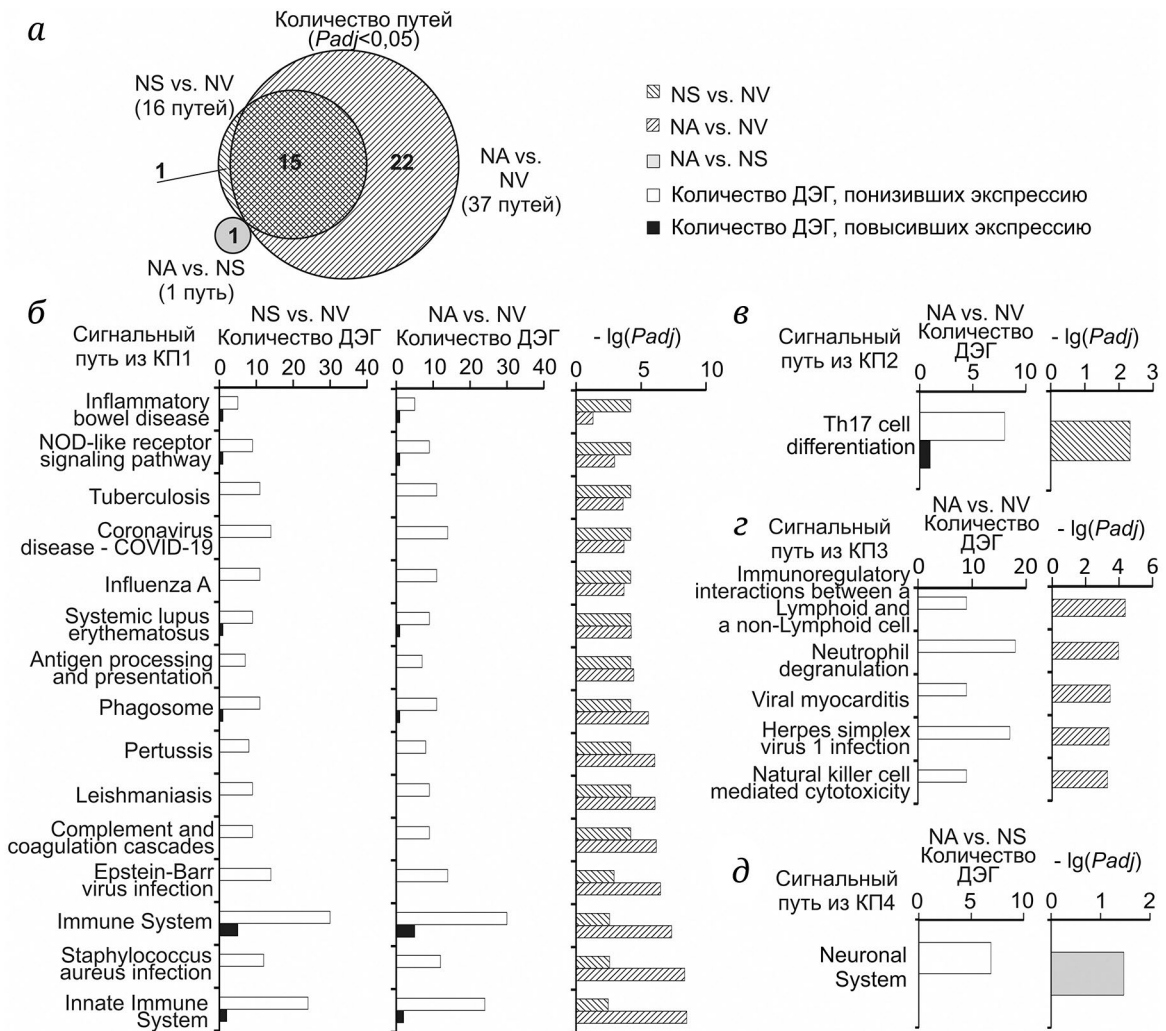 а
Количество путей
(Padj<0,05)
NS vs. NV
(16 путей)
1
15
22
NA vs.
NV
(37 путей)
1
NA vs. NS
(1 путь)
NS vs. NV
NA vs. NV
NA vs. NS
Количество ДЭГ, понизивших экспрессию
Количество ДЭГ, повысивших экспрессию
б
Сигнальный
путь из КП1
NS vs. NV
Количество ДЭГ
0 10 20 30 40
NA vs. NV
Количество ДЭГ
0 10 20 30 40
- lg(Padj)
0 5 10
Inflammatory
bowel disease
NOD-like receptor
signaling pathway
Tuberculosis
Coronavirus
disease - COVID-19
Influenza A
Systemic lupus
erythematosus
Antigen processing
and presentation
Phagosome
Pertussis
Leishmaniasis
Complement and
coagulation cascades
Epstein-Barr
virus infection
Immune System
Staphylococcus
aureus infection
Innate Immune
System
в
Сигнальный
путь из КП2
NA vs. NV
Количество
ДЭГ
0 5 10
- lg(Padj)
0 1 2 3
Th17 cell
differentiation
г
Сигнальный
путь из КП3
NA vs. NV
Количество
ДЭГ
0 10 20
- lg(Padj)
0 2 4 6
Immunoregulatory
interactions between a
Lymphoid and
a non-Lymphoid cell
Neutrophil
degranulation
Viral myocarditis
Herpes simplex
virus 1 infection
Natural killer cell
mediated cytotoxicity
д
Сигнальный
путь из КП4
NA vs. NS
Количество
ДЭГ
0 5 10
- lg(Padj)
0 1 2
Neuronal
System